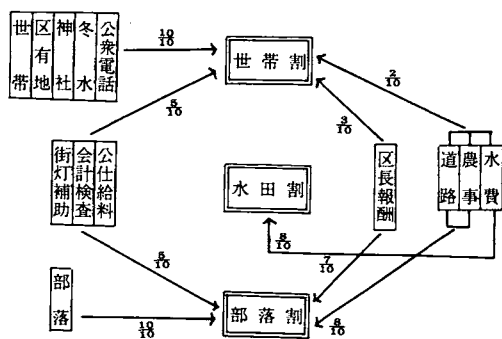 世帯
区有地
神社
冬水
公衆電話
10/10
世帯割
5/10
2/10
3/10
街灯補助
会計検査
公仕給料
水田割
区長報酬
道路
農事
水費
8/10
7/10
5/10
8/10
部落
10/10
部落割